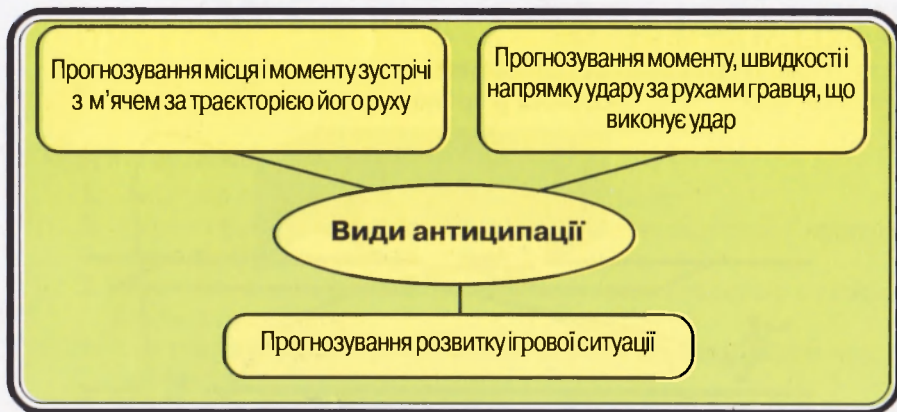 Прогнозування місця і моменту зустрічі
з м’ячем за траєкторією його руху
Прогнозування моменту, швидкості і
напрямку удару за рухами гравця, що
виконує удар
Види антиципації
Прогнозування розвитку ігрової ситуації